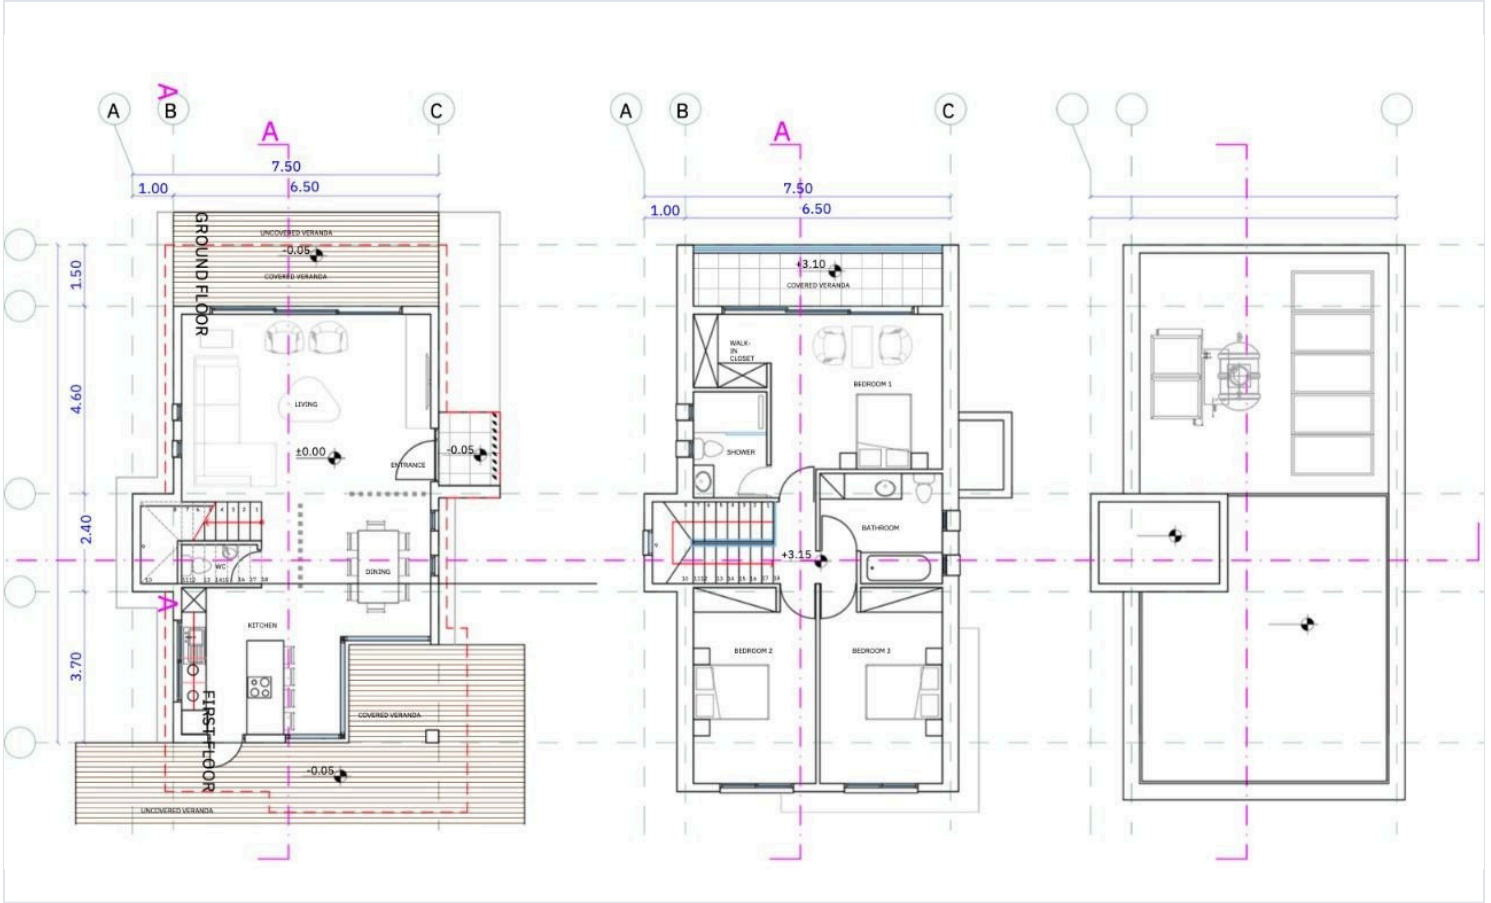 A
A
B
C
A
7.50
1.00
6.50
GROUND FLOOR
UNCOVERED VERANDA
-0.05
COVERED VERANDA
1.50
4.60
2.40
3.70
LIVING
±0.00
ENTRANCE
-0.05
WC
DINING
A
KITCHEN
FIRST FLOOR
COVERED VERANDA
-0.05
UNCOVERED VERANDA
A
B
A
C
7.50
1.00
6.50
+3.10
COVERED VERANDA
WALK-
IN
CLOSET
BEDROOM 1
SHOWER
BATHROOM
+3.15
BEDROOM 2
BEDROOM 3